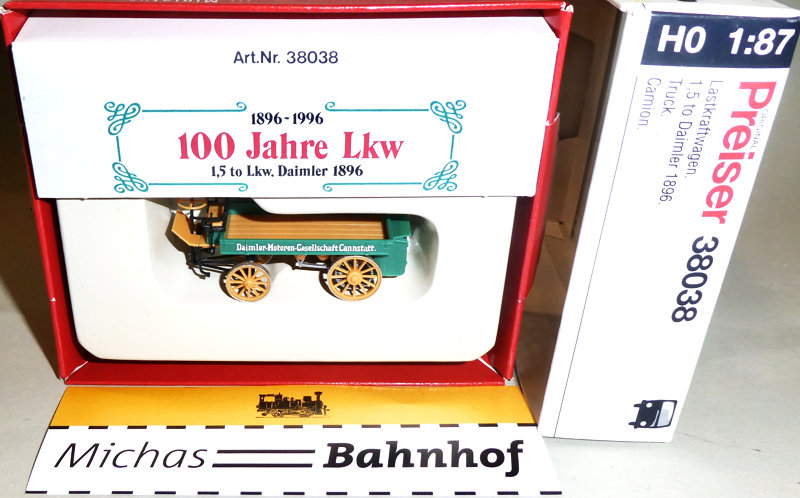 Art.Nr. 38038
1896-1996
100 Jahre Lkw
1,5 to Lkw. Daimler 1896
Daimler-Motoren-Gesellschaft Cannstatt.
H0 1:87
ORIGINAL
Preiser 38038
Lastkraftwagen.
1,5 to Daimler 1896.
Truck.
Camion.
Michas Bahnhof